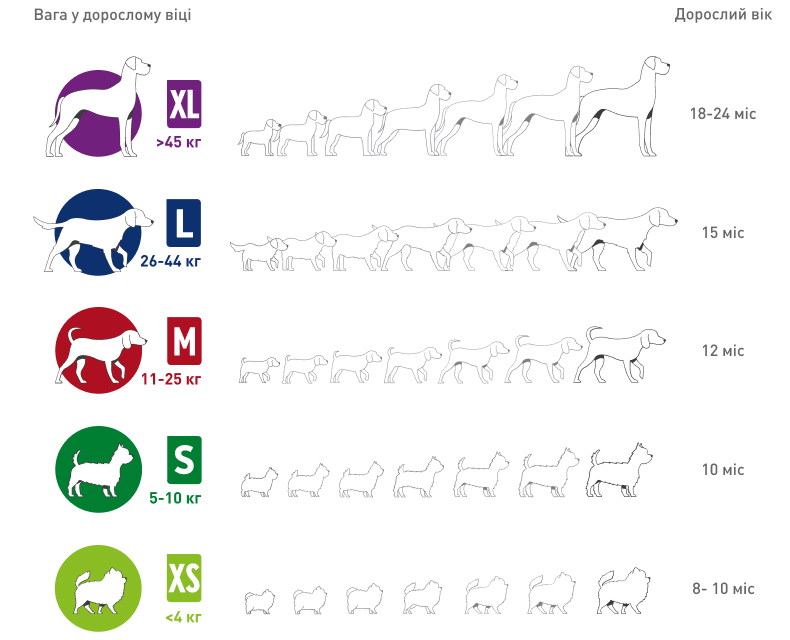 Вага у дорослому віці
Дорослий вік
XL
>45 кг
18-24 міс
L
26-44 кг
15 міс
M
11-25 кг
12 міс
S
5-10 кг
10 міс
XS
<4 кг
8- 10 міс